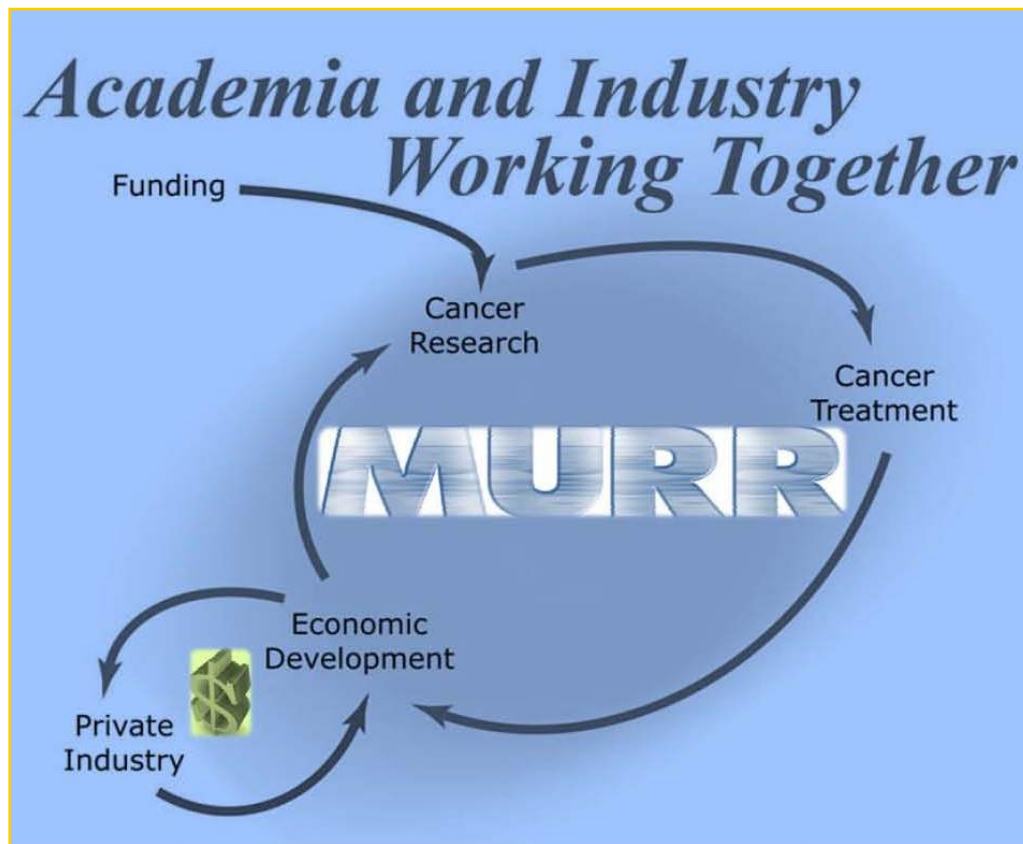 Academia and Industry
Working Together
Funding
Cancer
Research
Cancer
Treatment
MURR
Economic
Development
$
Private
Industry